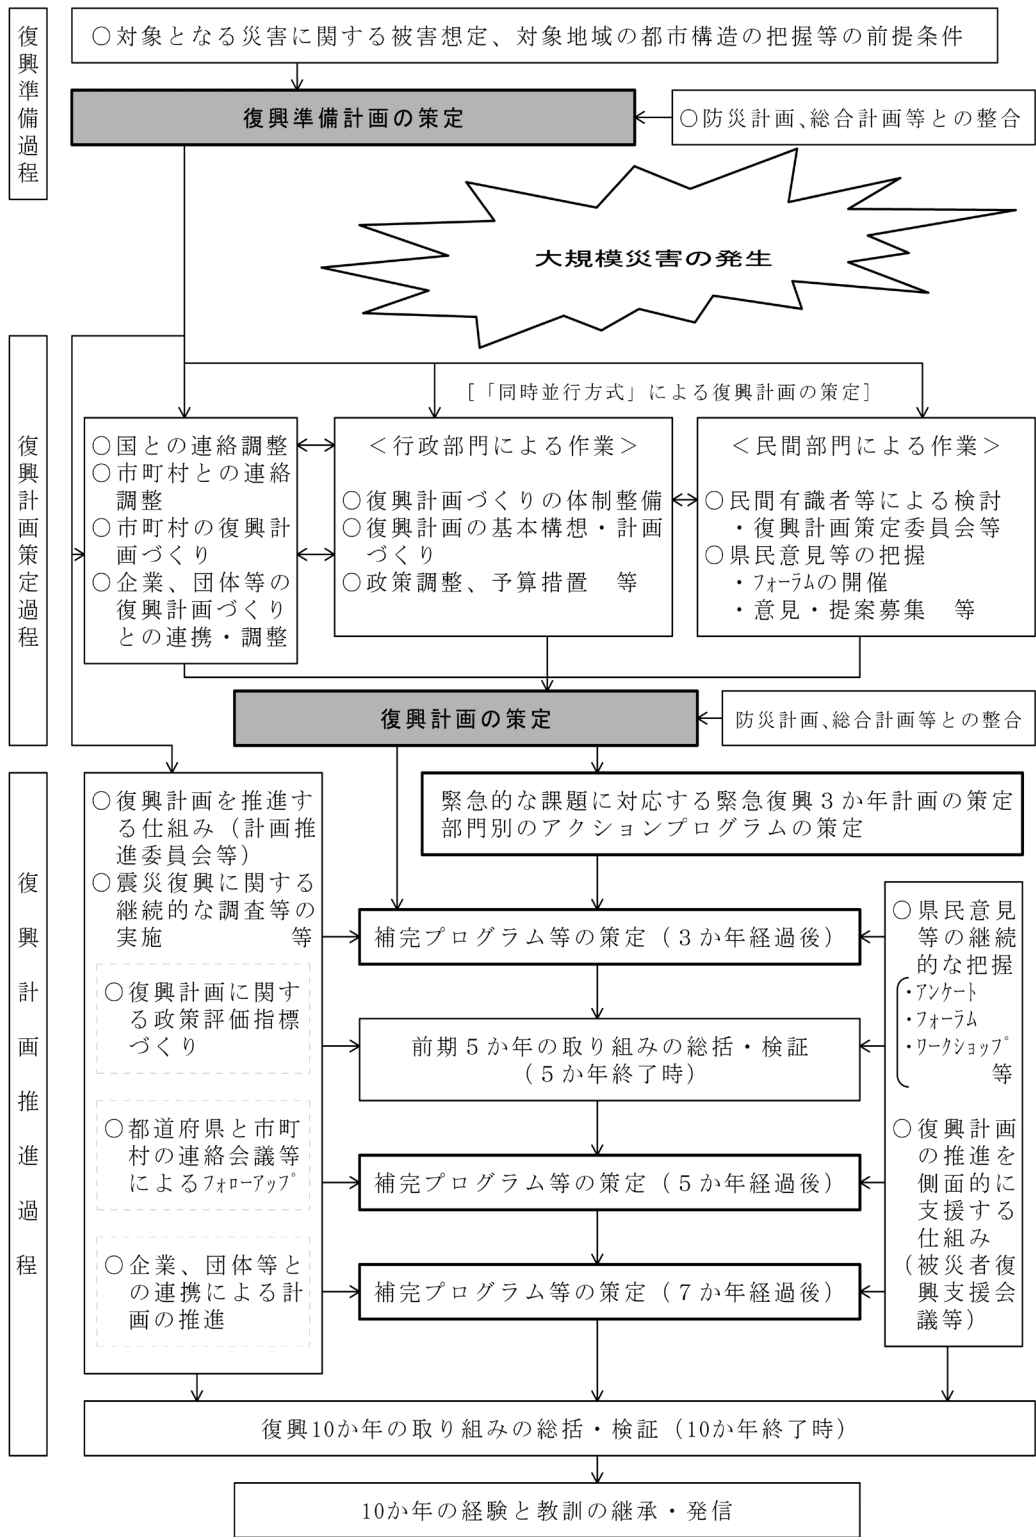 復興準備過程
○対象となる災害に関する被害想定、対象地域の都市構造の把握等の前提条件
復興準備計画の策定
○防災計画、総合計画等との整合
大規模災害の発生
復興計画策定過程
[「同時並行方式」による復興計画の策定]
○国との連絡調整
○市町村との連絡
調整
○市町村の復興計
画づくり
○企業、団体等の
復興計画づくり
との連携・調整
＜行政部門による作業＞
○復興計画づくりの体制整備
○復興計画の基本構想・計画
づくり
○政策調整、予算措置　等
＜民間部門による作業＞
○民間有識者等による検討
・復興計画策定委員会等
○県民意見等の把握
・フォーラムの開催
・意見・提案募集　等
復興計画の策定
防災計画、総合計画等との整合
復興計画推進過程
○復興計画を推進す
る仕組み（計画推
進委員会等）
○震災復興に関する
継続的な調査等の
実施　　　　　等
○復興計画に関す
る政策評価指標
づくり
○都道府県と市町
村の連絡会議等
によるフォローアップ
○企業、団体等と
の連携による計
画の推進
緊急的な課題に対応する緊急復興３か年計画の策定
部門別のアクションプログラムの策定
補完プログラム等の策定（３か年経過後）
前期５か年の取り組みの総括・検証
（５か年終了時）
補完プログラム等の策定（５か年経過後）
補完プログラム等の策定（７か年経過後）
○県民意見
等の継続
的な把握
・アンケート
・フォーラム
・ワークショップ
等
○復興計画
の推進を
側面的に
支援する
仕組み
（被災者復
興支援会
議等）
復興10か年の取り組みの総括・検証（10か年終了時）
10か年の経験と教訓の継承・発信